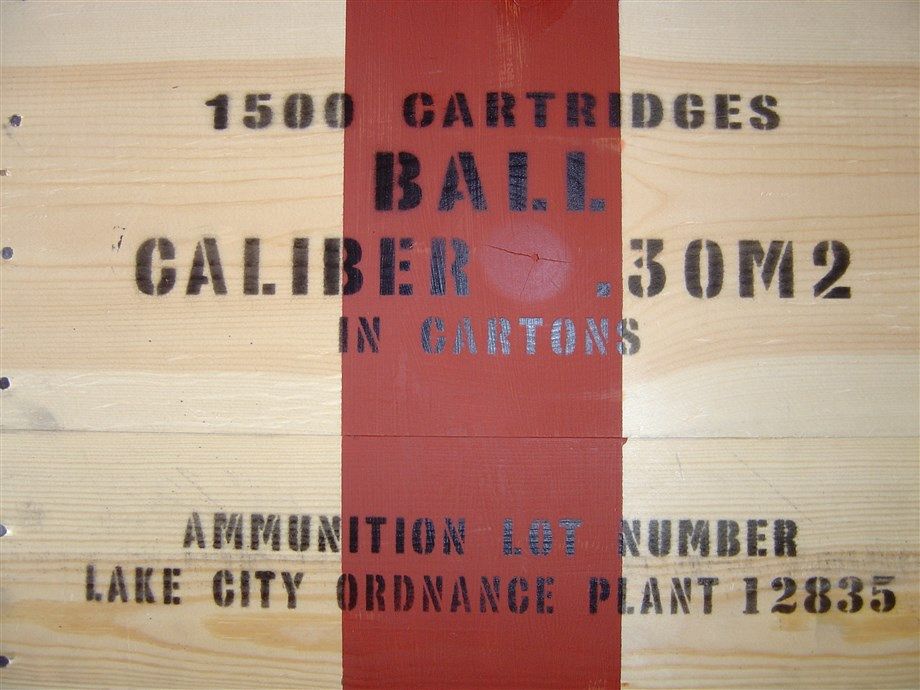 1500 CARTRIDGES
BALL
CALIBER .30M2
IN CARTONS
AMMUNITION LOT NUMBER
LAKE CITY ORDNANCE PLANT 12835